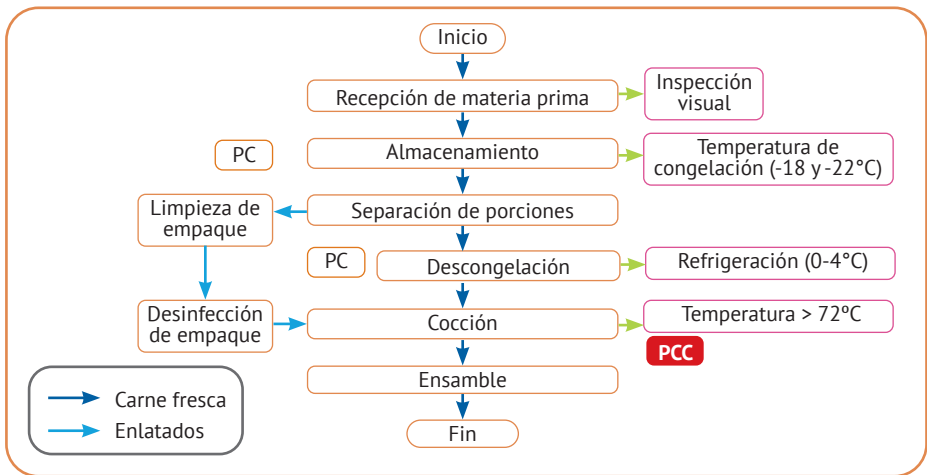 Inicio
Recepción de materia prima
Inspección
visual
PC
Almacenamiento
Temperatura de
congelación (-18 y -22°C)
Limpieza de
empaque
Separación de porciones
PC
Descongelación
Refrigeración (0-4°C)
Desinfección
de empaque
Cocción
Temperatura > 72ºC
PCC
Ensamble
Carne fresca
Enlatados
Fin